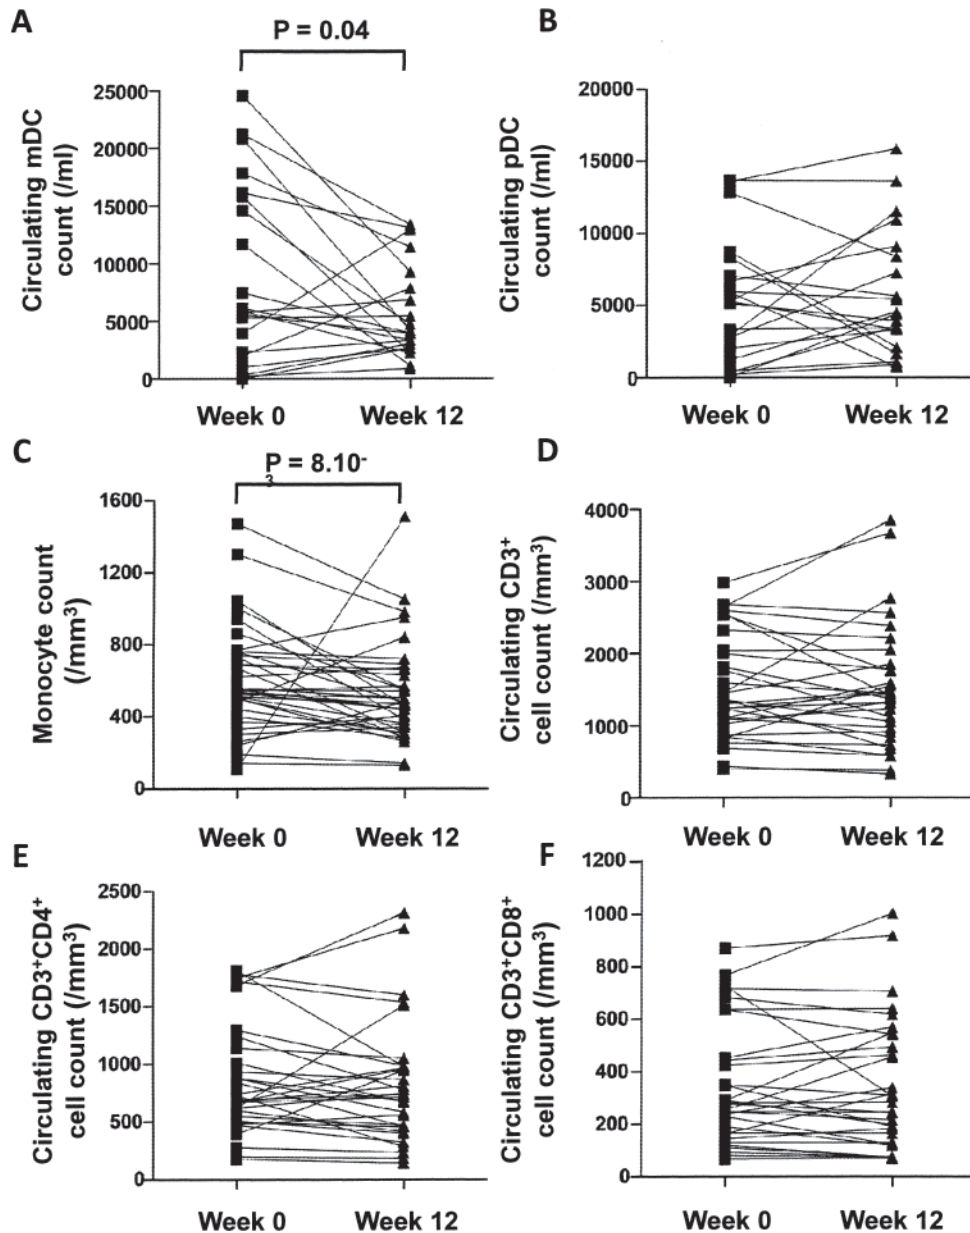 A
P = 0.04
Circulating mDC
count (/ml)
25000
20000
15000
10000
5000
0
Week 0 Week 12
B
Circulating pDC
count (/ml)
20000
15000
10000
5000
0
Week 0 Week 12
C
P = 8.10-
3
Monocyte count
(/mm³)
1600
1200
800
400
0
Week 0 Week 12
D
Circulating CD3⁺
cell count (/mm³)
4000
3000
2000
1000
0
Week 0 Week 12
E
Circulating CD3⁺CD4⁺
cell count (/mm³)
2500
2000
1500
1000
500
0
Week 0 Week 12
F
Circulating CD3⁺CD8⁺
cell count (/mm³)
1200
1000
800
600
400
200
0
Week 0 Week 12